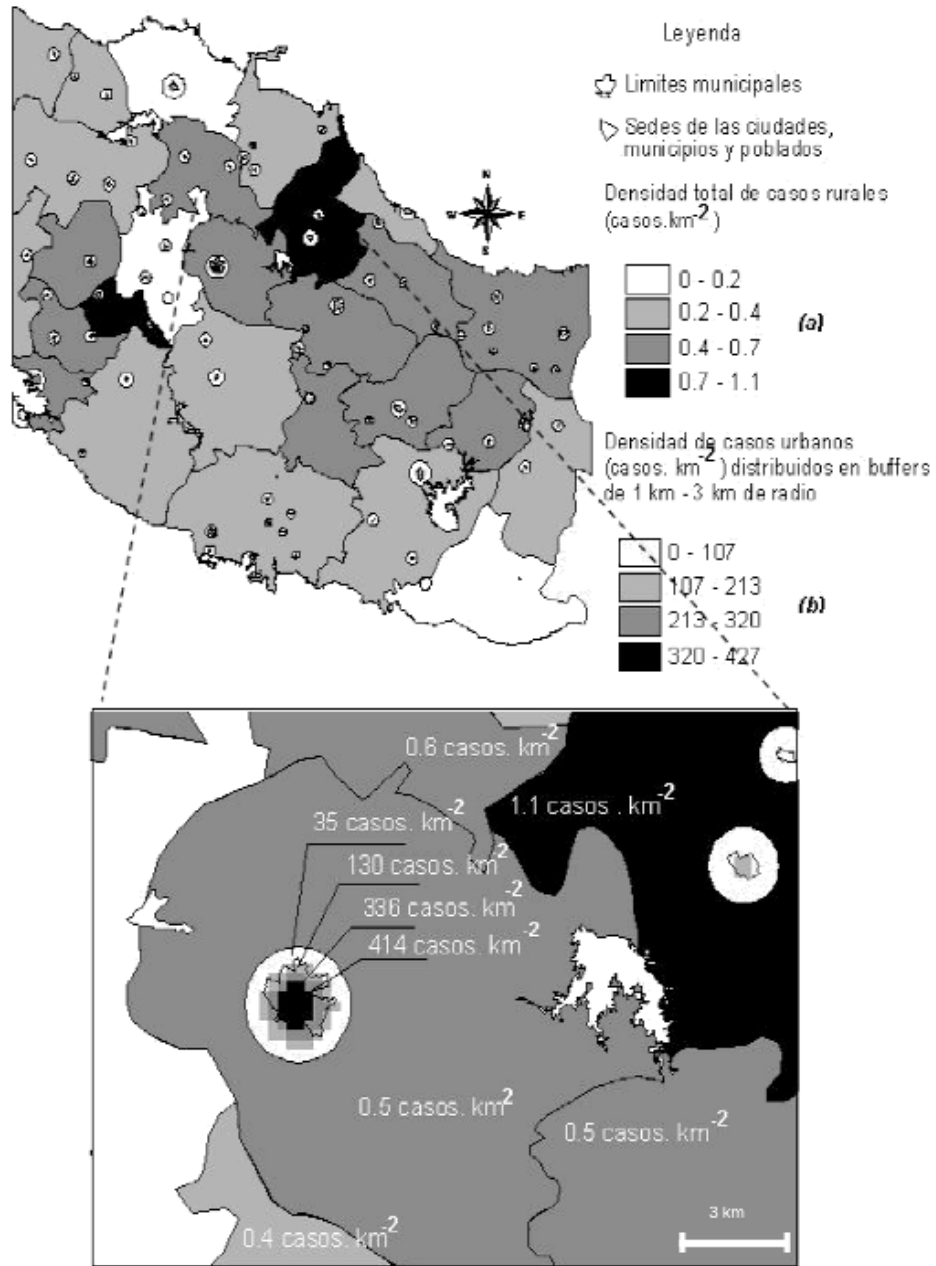 Leyenda
Limites municipales
Sedes de las ciudades,
municipios y poblados
Densidad total de casos rurales
(casos.km-2)
N
W E
S
0 - 0.2
0.2 - 0.4
(a)
0.4 - 0.7
0.7 - 1.1
Densidad de casos urbanos
(casos. km-2) distribuidos en buffers
de 1 km - 3 km de radio
0 - 107
107 - 213
(b)
213 - 320
320 - 427
0.6 casos. km-2
1.1 casos . km-2
35 casos. km-2
130 casos. km-2
336 casos. km-2
414 casos. km-2
0.5 casos. km2
0.5 casos. km-2
0.4 casos. km-2
3 km